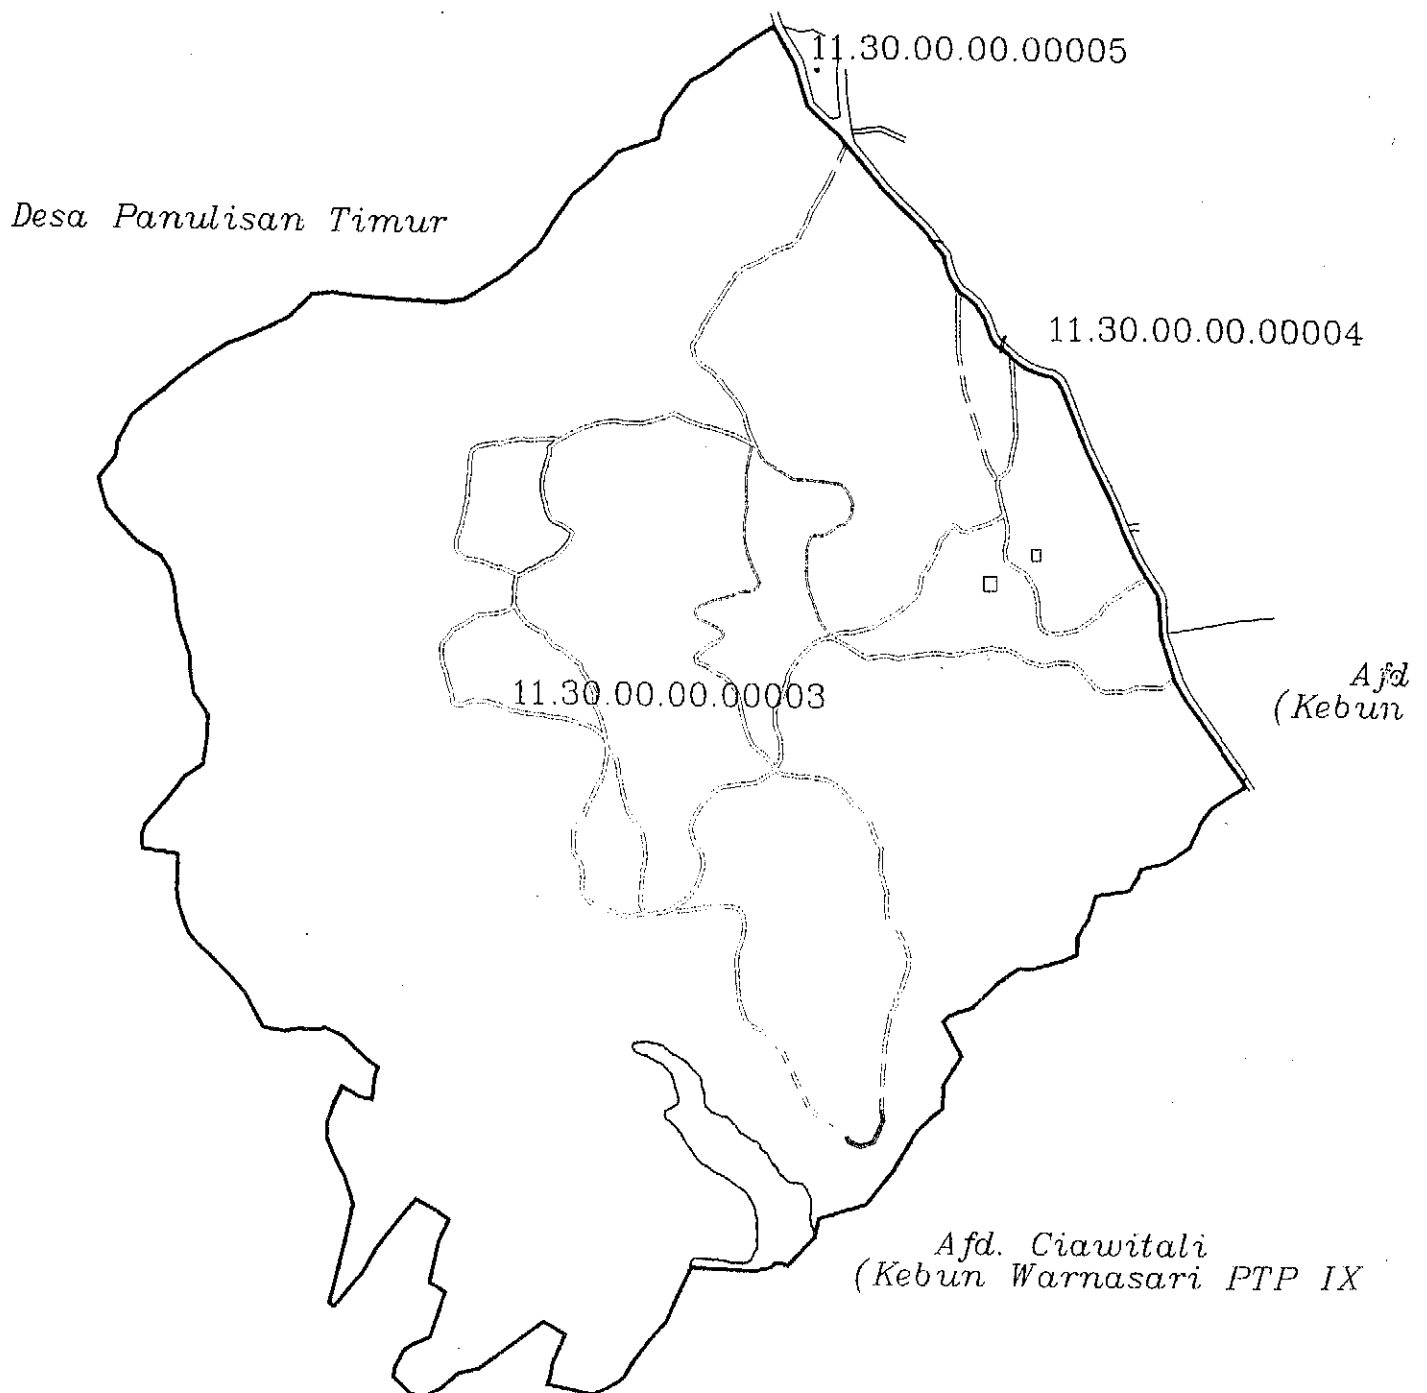 11.30.00.00.00005
Desa Panulisan Timur
11.30.00.00.00004
11.30.00.00.00003
Afd
(Kebun
Afd. Ciawitali
(Kebun Warnasari PTP IX